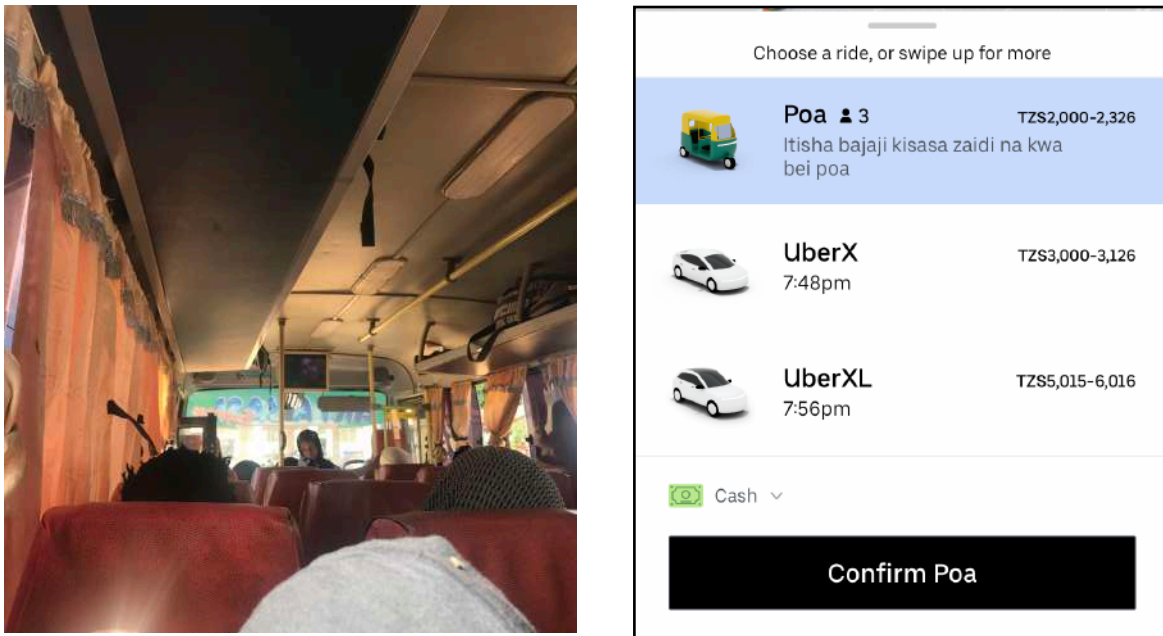 Choose a ride, or swipe up for more
Poa 3 TZS2,000-2,326
Itisha bajaji kisasa zaidi na kwa
bei poa
UberX TZS3,000-3,126
7:48pm
UberXL TZS5,015-6,016
7:56pm
Cash
Confirm Poa